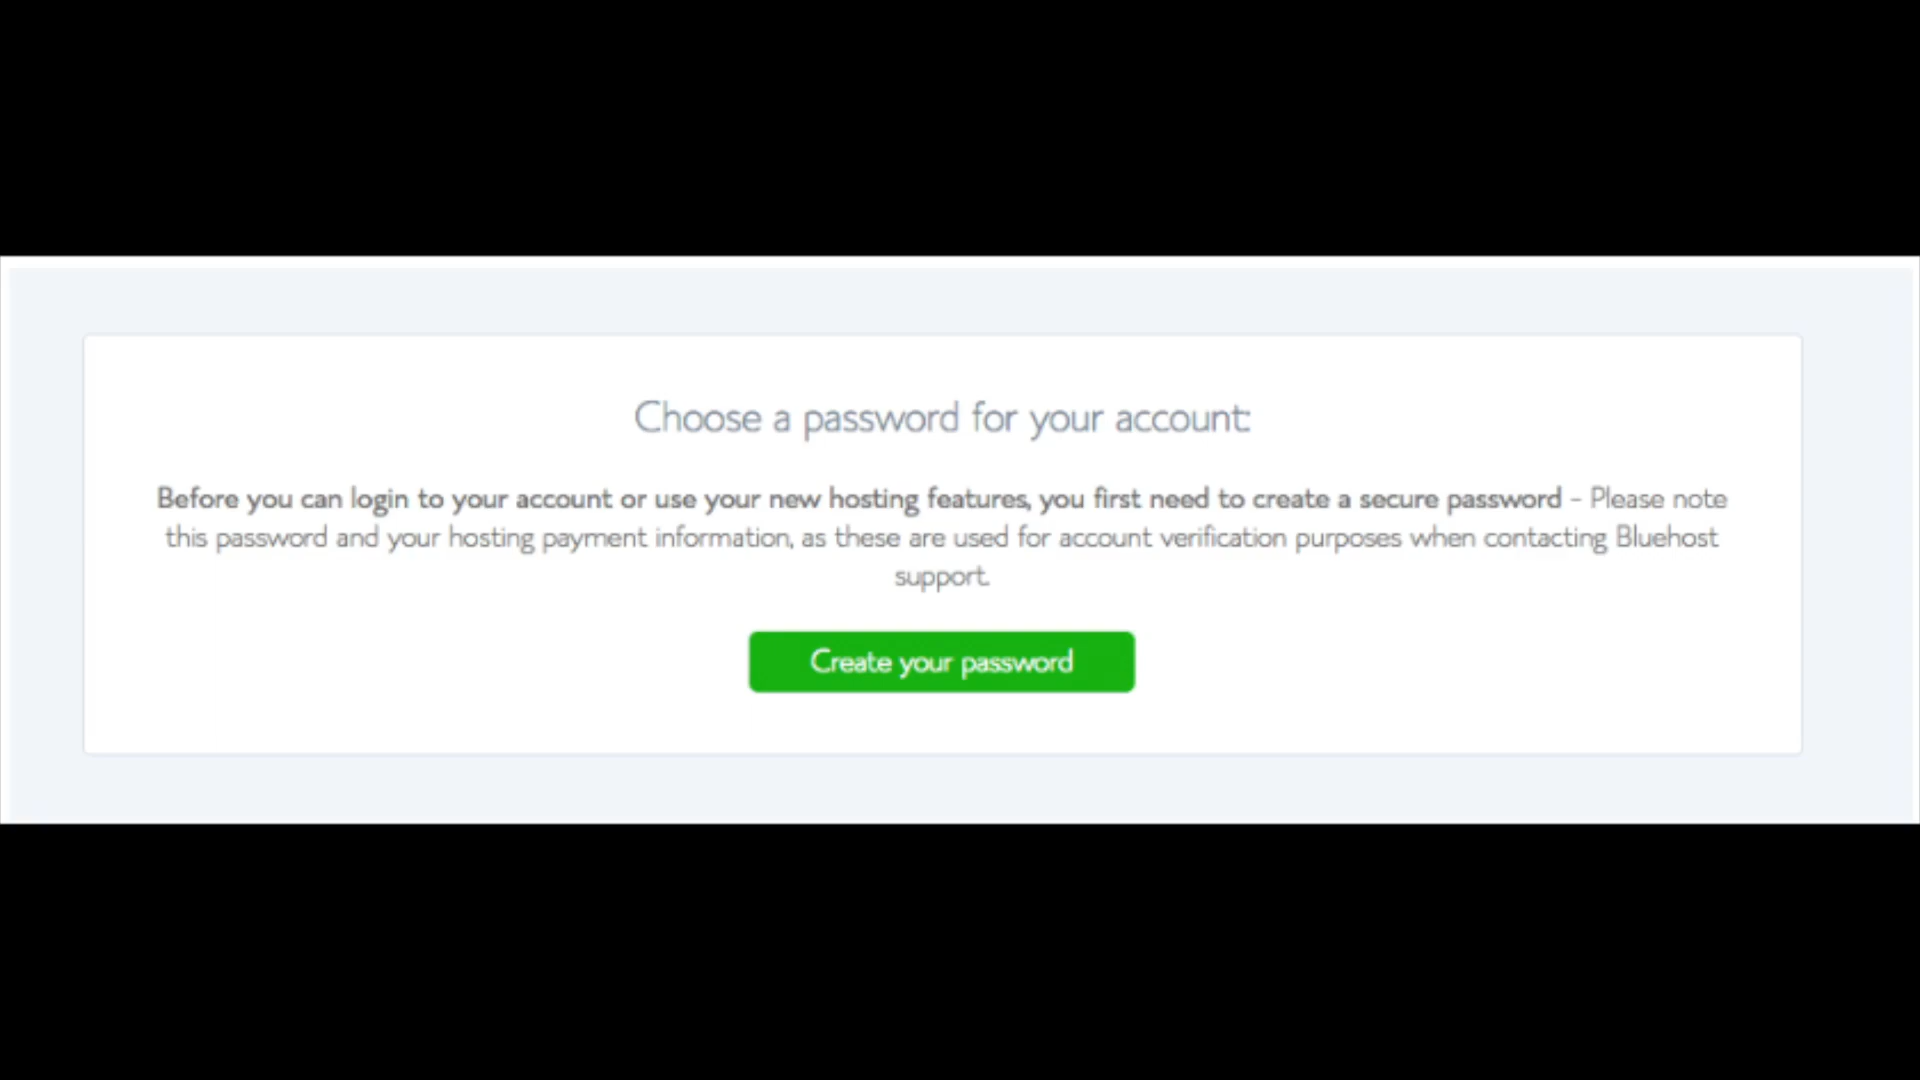 Choose a password for your account:
Before you can login to your account or use your new hosting features, you first need to create a secure password - Please note
this password and your hosting payment information, as these are used for account verification purposes when contacting Bluehost
support.
Create your password